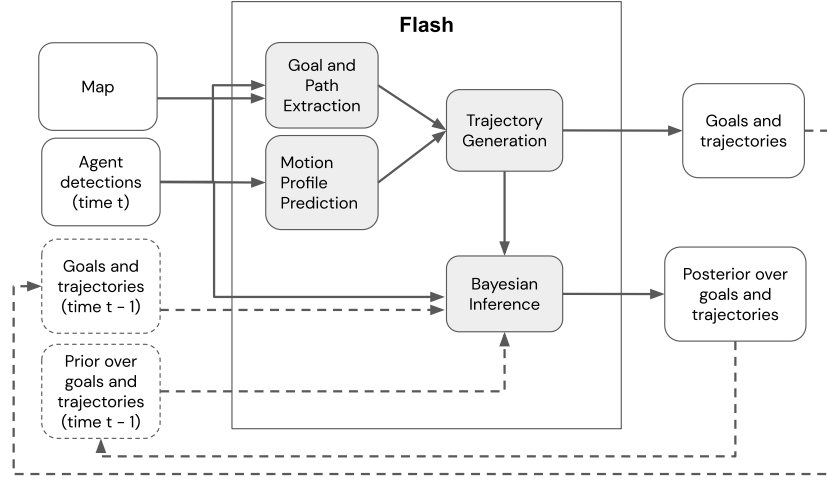 Flash
Map
Goal and
Path
Extraction
Trajectory
Generation
Goals and
trajectories
Agent
detections
(time t)
Motion
Profile
Prediction
Goals and
trajectories
(time t - 1)
Bayesian
Inference
Posterior over
goals and
trajectories
Prior over
goals and
trajectories
(time t - 1)